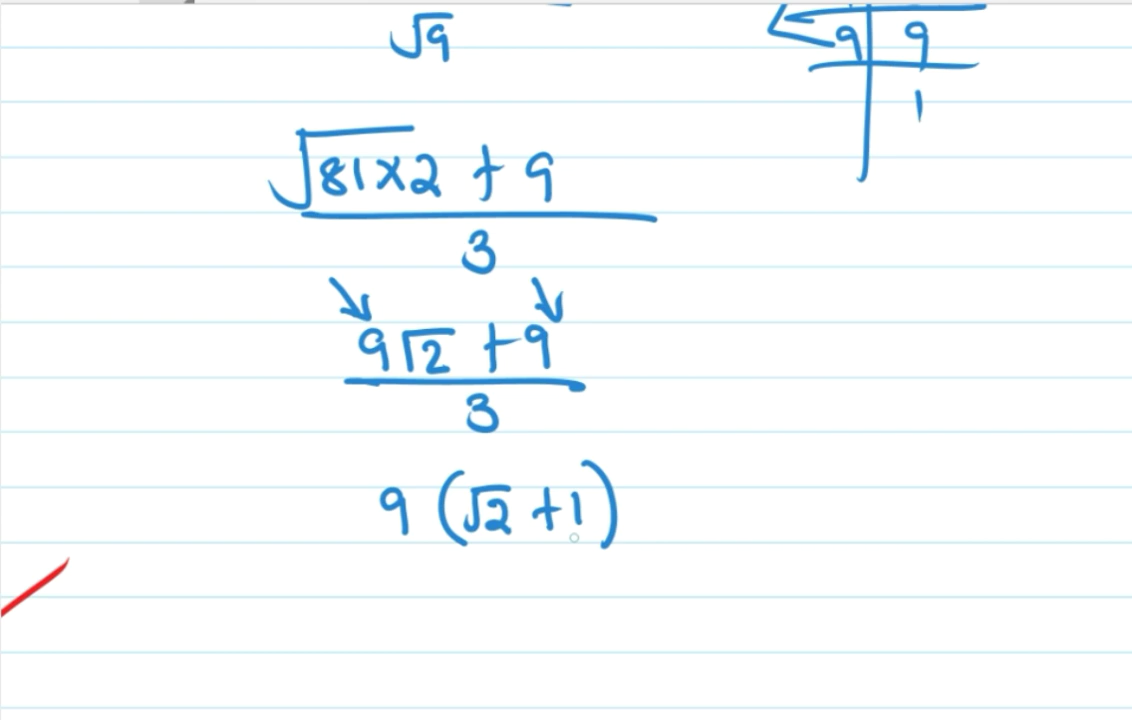 √9
9 | 9
1
√81×2 + 9
3
9√2 + 9
3
9 (√2 + 1)